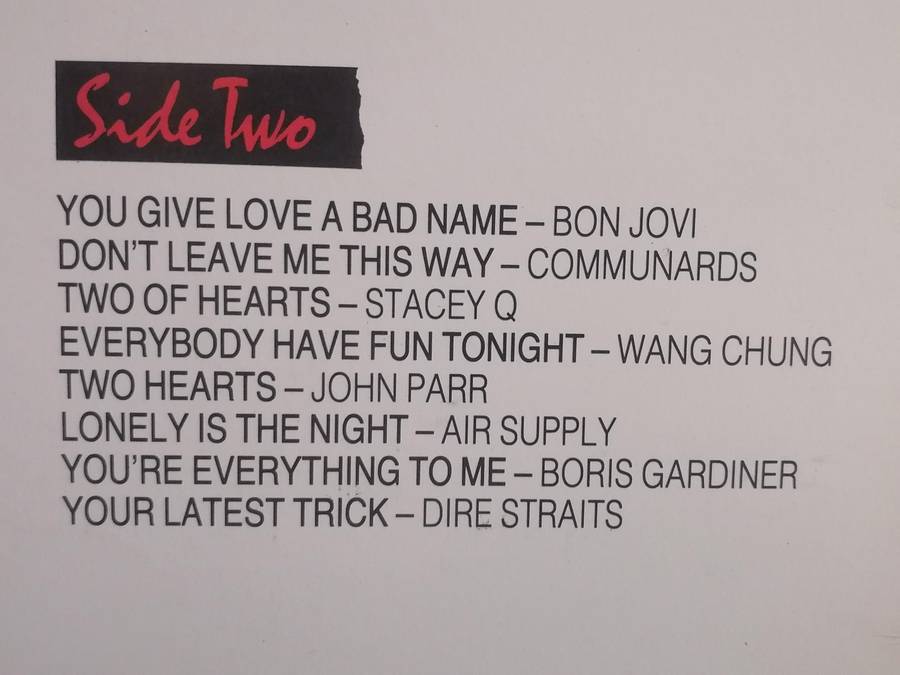 Side Two
YOU GIVE LOVE A BAD NAME – BON JOVI
DON'T LEAVE ME THIS WAY – COMMUNARDS
TWO OF HEARTS – STACEY Q
EVERYBODY HAVE FUN TONIGHT – WANG CHUNG
TWO HEARTS – JOHN PARR
LONELY IS THE NIGHT – AIR SUPPLY
YOU'RE EVERYTHING TO ME – BORIS GARDINER
YOUR LATEST TRICK – DIRE STRAITS